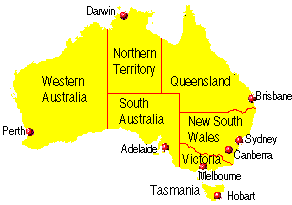 Darwin
Northern
Territory
Western
Australia
Queensland
Brisbane
South
Australia
New South
Wales
Perth
Adelaide
Sydney
Canberra
Victoria
Melbourne
Tasmania
Hobart